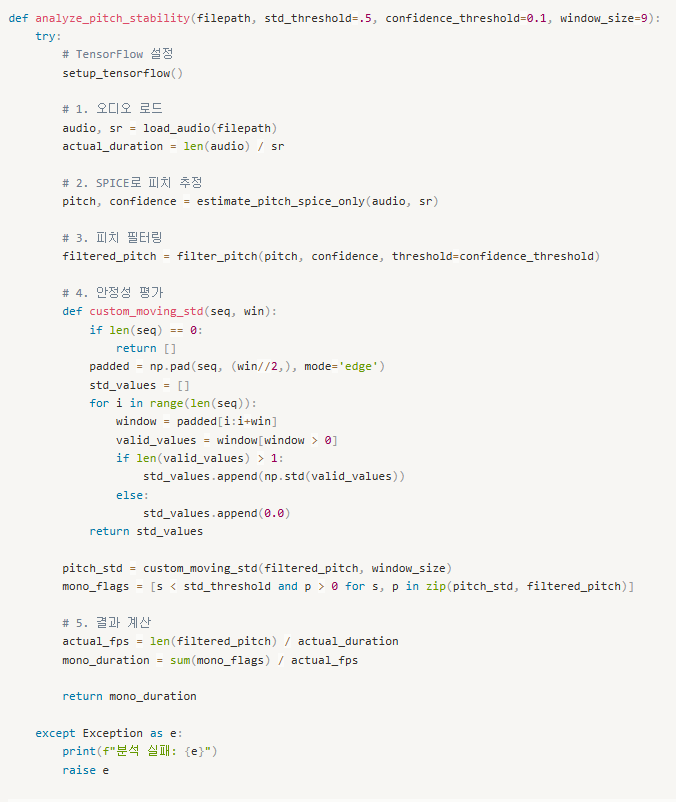 def analyze_pitch_stability(filepath, std_threshold=.5, confidence_threshold=0.1, window_size=9):
    try:
        # TensorFlow 설정
        setup_tensorflow()

        # 1. 오디오 로드
        audio, sr = load_audio(filepath)
        actual_duration = len(audio) / sr

        # 2. SPICE로 피치 추정
        pitch, confidence = estimate_pitch_spice_only(audio, sr)

        # 3. 피치 필터링
        filtered_pitch = filter_pitch(pitch, confidence, threshold=confidence_threshold)

        # 4. 안정성 평가
        def custom_moving_std(seq, win):
            if len(seq) == 0:
                return []
            padded = np.pad(seq, (win//2,), mode='edge')
            std_values = []
            for i in range(len(seq)):
                window = padded[i:i+win]
                valid_values = window[window > 0]
                if len(valid_values) > 1:
                    std_values.append(np.std(valid_values))
                else:
                    std_values.append(0.0)
            return std_values

        pitch_std = custom_moving_std(filtered_pitch, window_size)
        mono_flags = [s < std_threshold and p > 0 for s, p in zip(pitch_std, filtered_pitch)]

        # 5. 결과 계산
        actual_fps = len(filtered_pitch) / actual_duration
        mono_duration = sum(mono_flags) / actual_fps

        return mono_duration

    except Exception as e:
        print(f"분석 실패: {e}")
        raise e